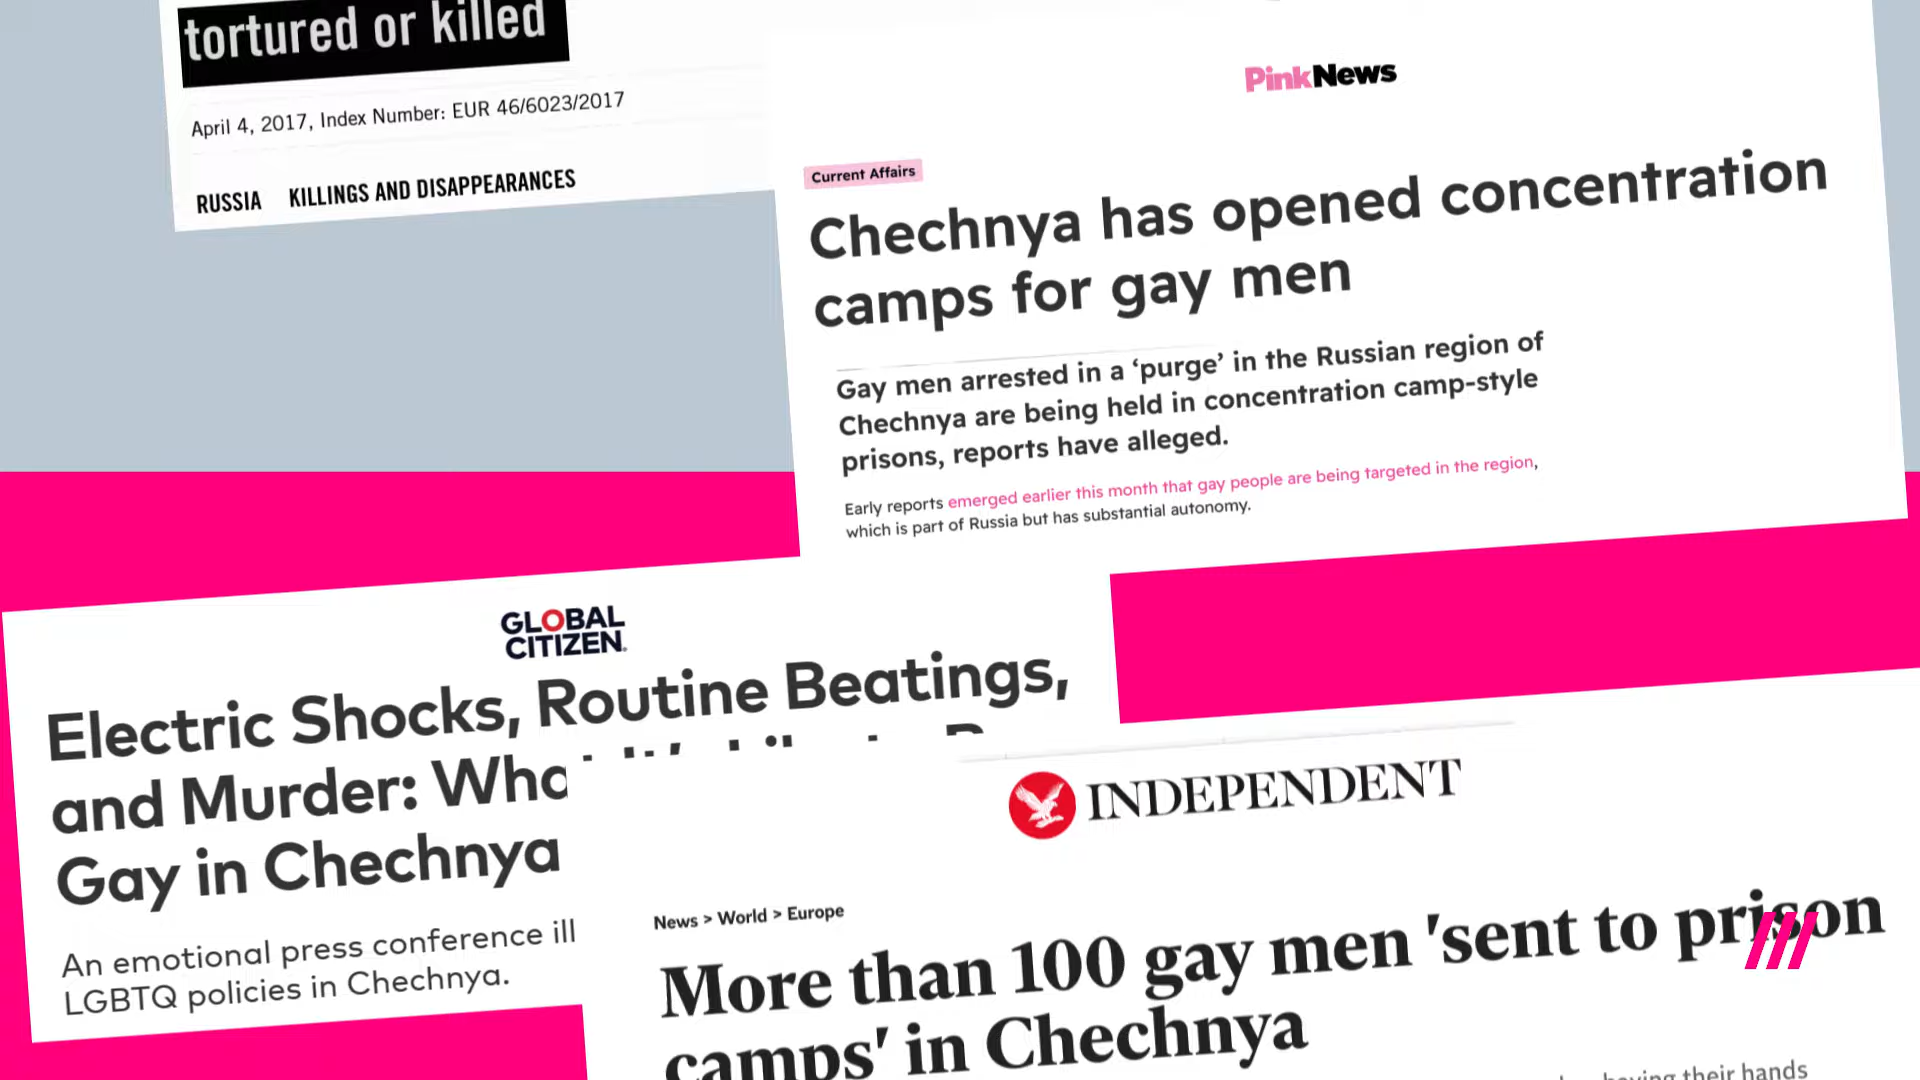 tortured or killed
April 4, 2017, Index Number: EUR 46/6023/2017
RUSSIA KILLINGS AND DISAPPEARANCES
PinkNews
Current Affairs
Chechnya has opened concentration
camps for gay men
Gay men arrested in a ‘purge’ in the Russian region of
Chechnya are being held in concentration camp-style
prisons, reports have alleged.
Early reports emerged earlier this month that gay people are being targeted in the region,
which is part of Russia but has substantial autonomy.
GLOBAL
CITIZEN.
Electric Shocks, Routine Beatings,
and Murder:
Gay in Chechnya
An emotional press conference ill
LGBTQ policies in Chechnya.
INDEPENDENT
News > World > Europe
More than 100 gay men 'sent to prison
camps' in Chechnya
their hands